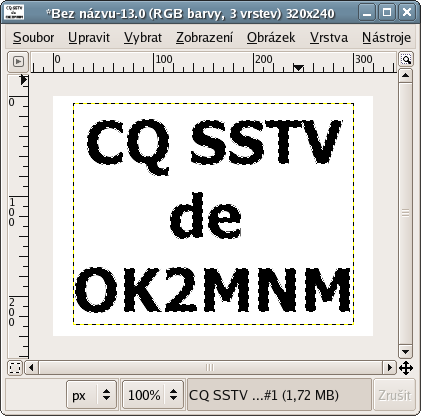 *Bez názvu-13.0 (RGB barvy, 3 vrstev) 320x240
Soubor Upravit Vybrat Zobrazení Obrázek Vrstva Nástroje
0 100 200 300
0
100
200
CQ SSTV
de
OK2MNM
px 100% CQ SSTV ...#1 (1,72 MB) Zrušit